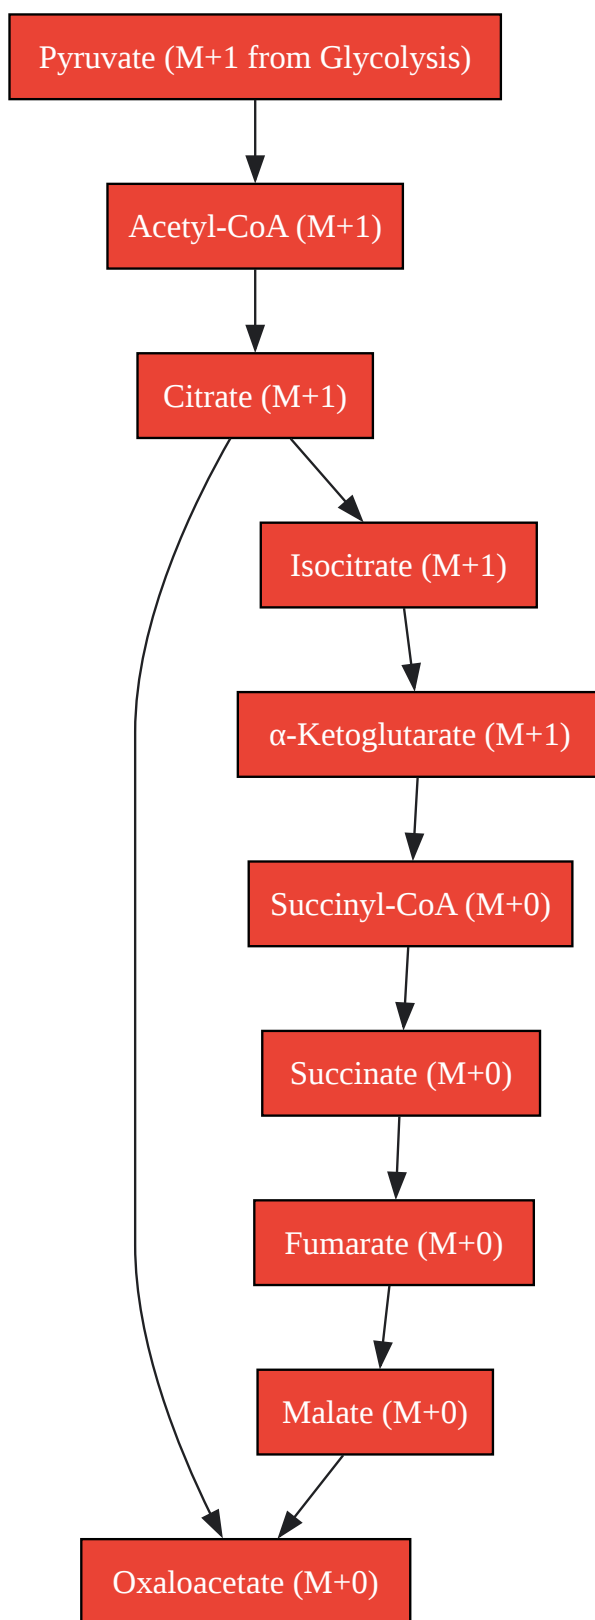 Pyruvate (M+1 from Glycolysis)
Acetyl-CoA (M+1)
Citrate (M+1)
Isocitrate (M+1)
α-Ketoglutarate (M+1)
Succinyl-CoA (M+0)
Succinate (M+0)
Fumarate (M+0)
Malate (M+0)
Oxaloacetate (M+0)